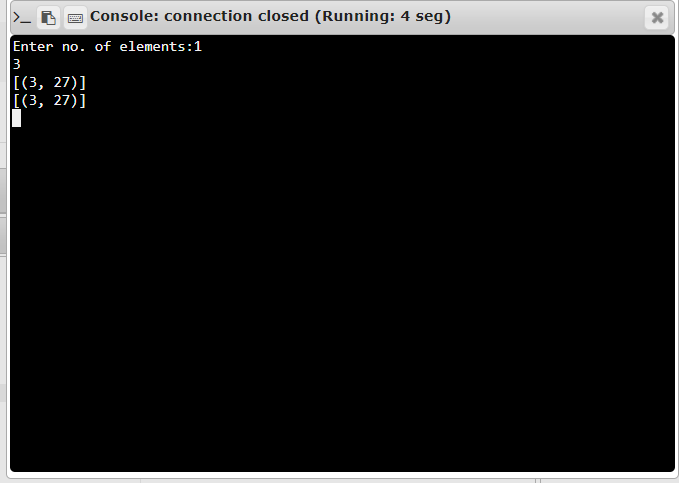 Console: connection closed (Running: 4 seg)
Enter no. of elements:1
3
[(3, 27)]
[(3, 27)]